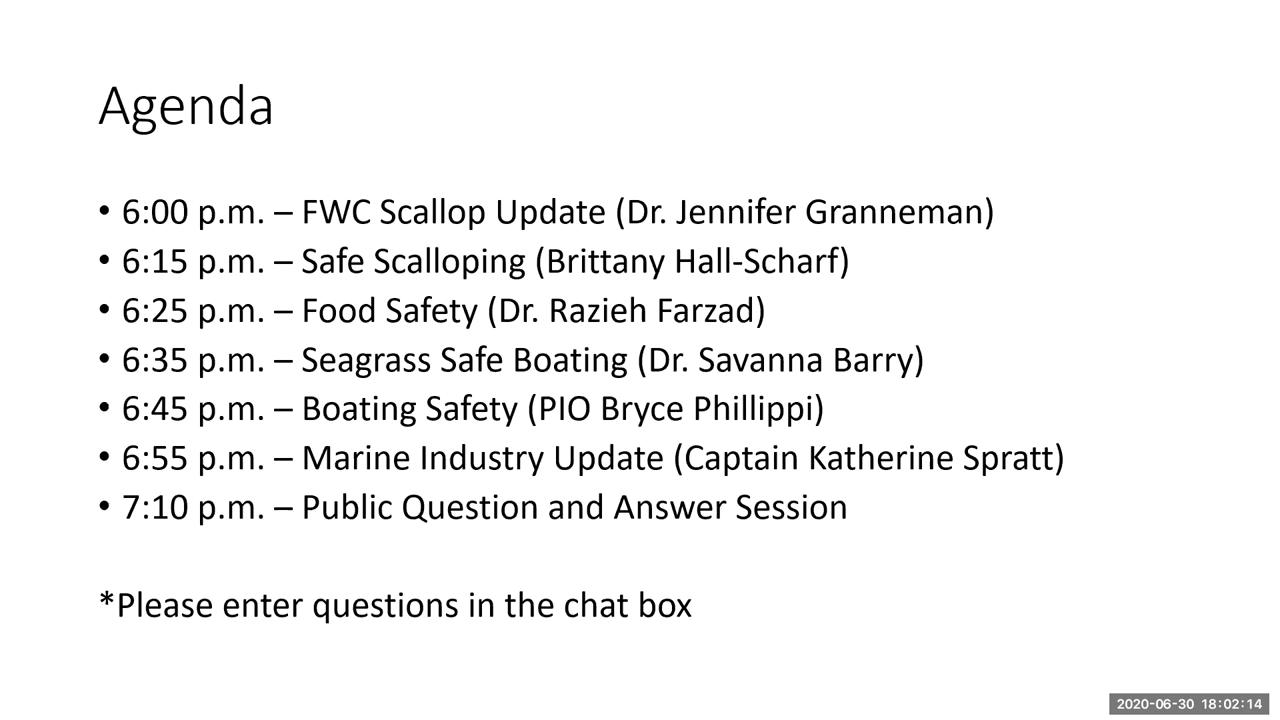 Agenda
• 6:00 p.m. – FWC Scallop Update (Dr. Jennifer Granneman)
• 6:15 p.m. – Safe Scalloping (Brittany Hall-Scharf)
• 6:25 p.m. – Food Safety (Dr. Razieh Farzad)
• 6:35 p.m. – Seagrass Safe Boating (Dr. Savanna Barry)
• 6:45 p.m. – Boating Safety (PIO Bryce Phillippi)
• 6:55 p.m. – Marine Industry Update (Captain Katherine Spratt)
• 7:10 p.m. – Public Question and Answer Session
*Please enter questions in the chat box
2020-06-30 18:02:14